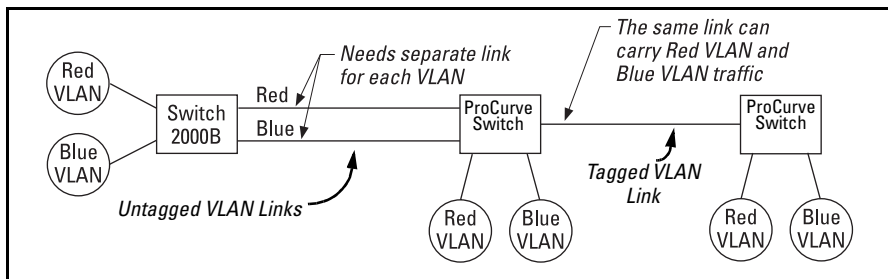 Needs separate link
for each VLAN
The same link can
carry Red VLAN and
Blue VLAN traffic
Red
VLAN
Blue
VLAN
Switch
2000B
Red
Blue
Untagged VLAN Links
ProCurve
Switch
Red
VLAN
Blue
VLAN
Tagged VLAN
Link
ProCurve
Switch
Red
VLAN
Blue
VLAN